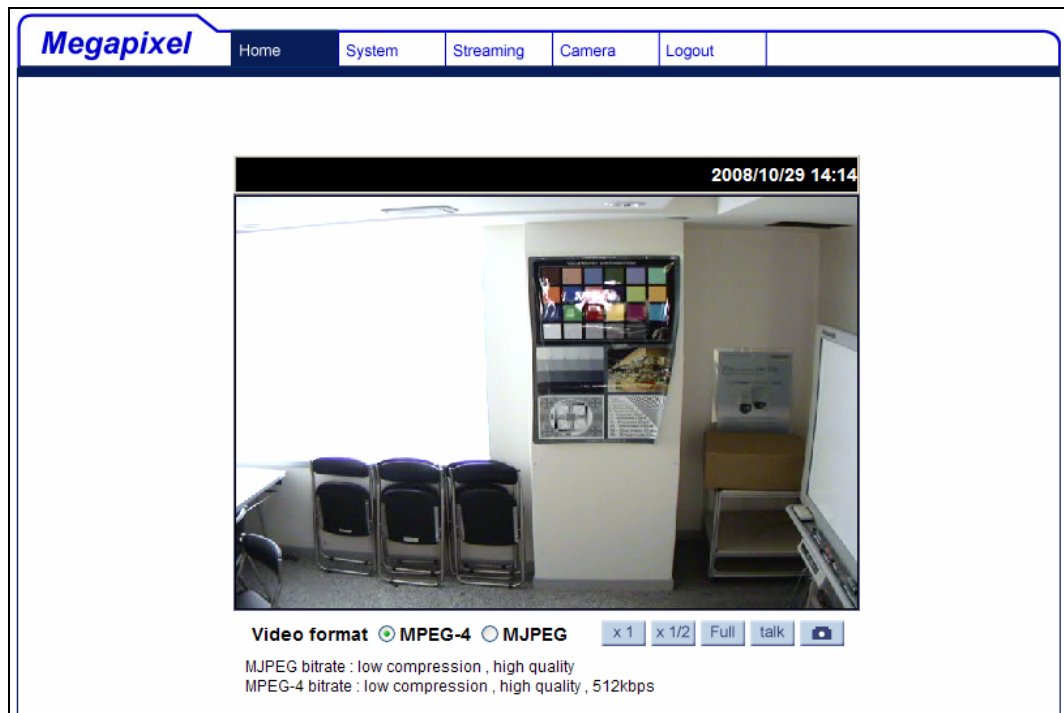 Megapixel
Home System Streaming Camera Logout
2008/10/29 14:14
Video format MPEG-4 MJPEG x 1 x 1/2 Full talk
MJPEG bitrate : low compression , high quality
MPEG-4 bitrate : low compression , high quality , 512kbps